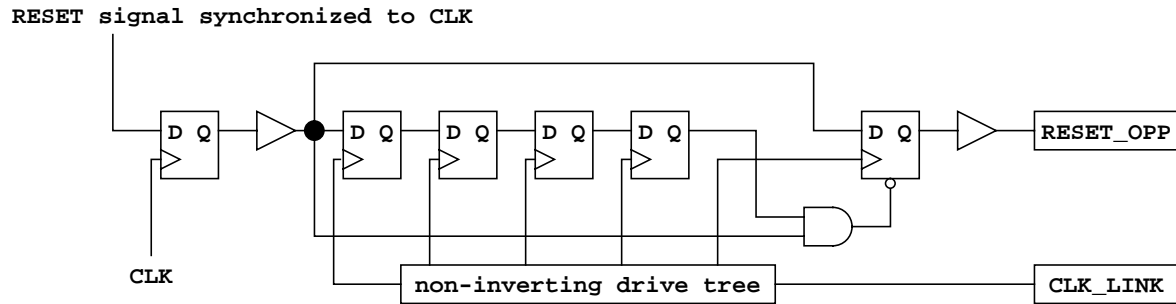 RESET signal synchronized to CLK
D Q
D Q
D Q
D Q
D Q
D Q
RESET_OPP
CLK
non-inverting drive tree
CLK_LINK